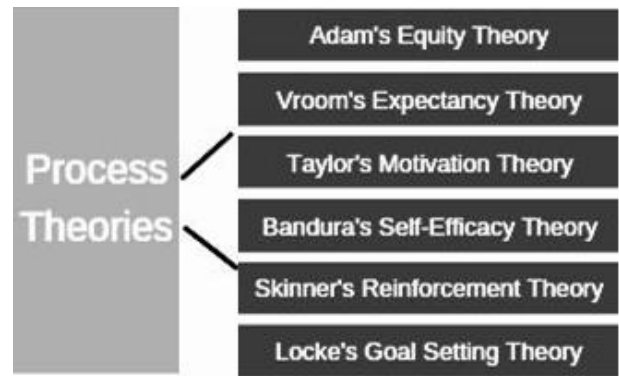 Process
Theories
Adam's Equity Theory
Vroom's Expectancy Theory
Taylor's Motivation Theory
Bandura's Self-Efficacy Theory
Skinner's Reinforcement Theory
Locke's Goal Setting Theory